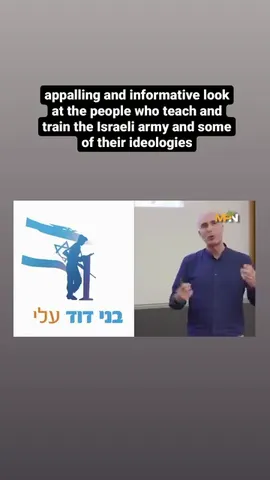 appalling and informative look
at the people who teach and
train the Israeli army and some
of their ideologies
MPN
בני דוד עלי